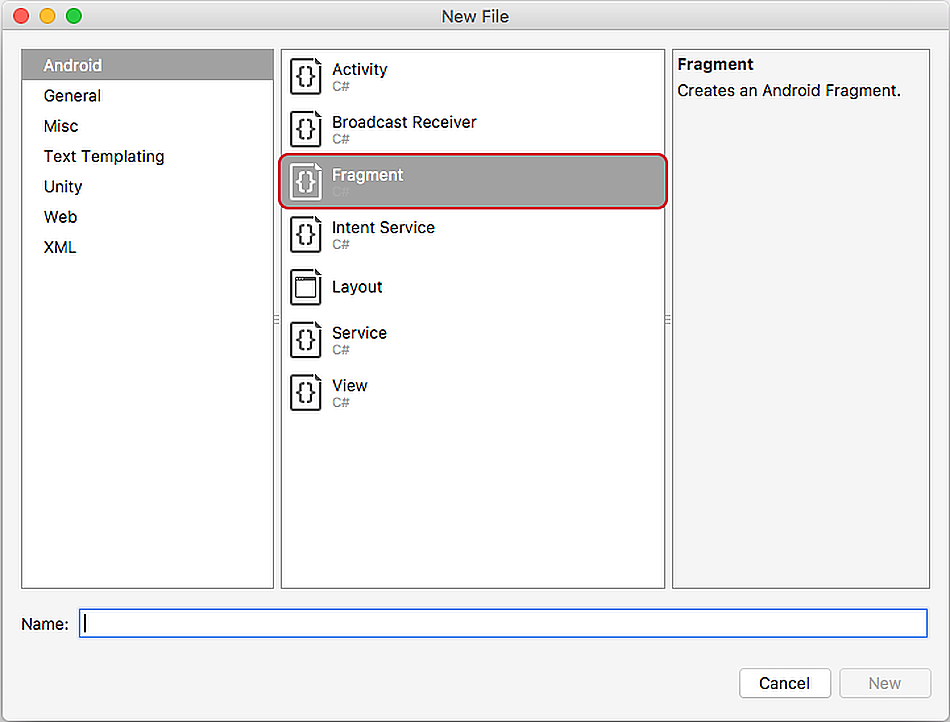 New File
Android
General
Misc
Text Templating
Unity
Web
XML
Activity
C#
Broadcast Receiver
C#
Fragment
C#
Intent Service
C#
Layout
Service
C#
View
C#
Fragment
Creates an Android Fragment.
Name:
Cancel
New